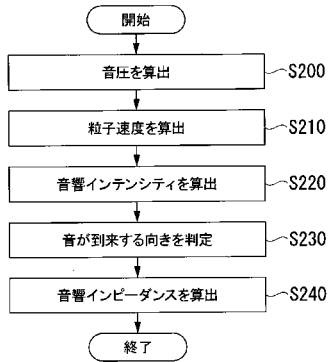 開始
音圧を算出 S200
粒子速度を算出 S210
音響インテンシティを算出 S220
音が到来する向きを判定 S230
音響インピーダンスを算出 S240
終了